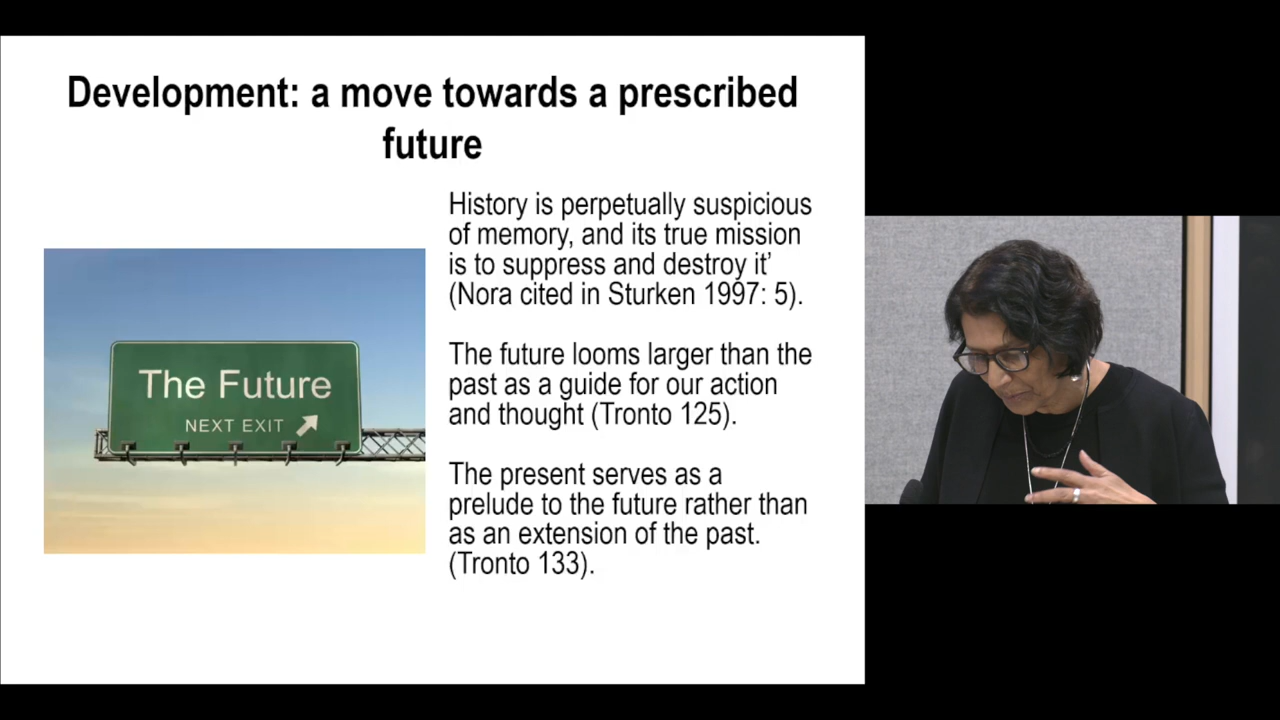 Development: a move towards a prescribed
future
History is perpetually suspicious
of memory, and its true mission
is to suppress and destroy it’
(Nora cited in Sturken 1997: 5).
The future looms larger than the
past as a guide for our action
and thought (Tronto 125).
The present serves as a
prelude to the future rather than
as an extension of the past.
(Tronto 133).
The Future
NEXT EXIT